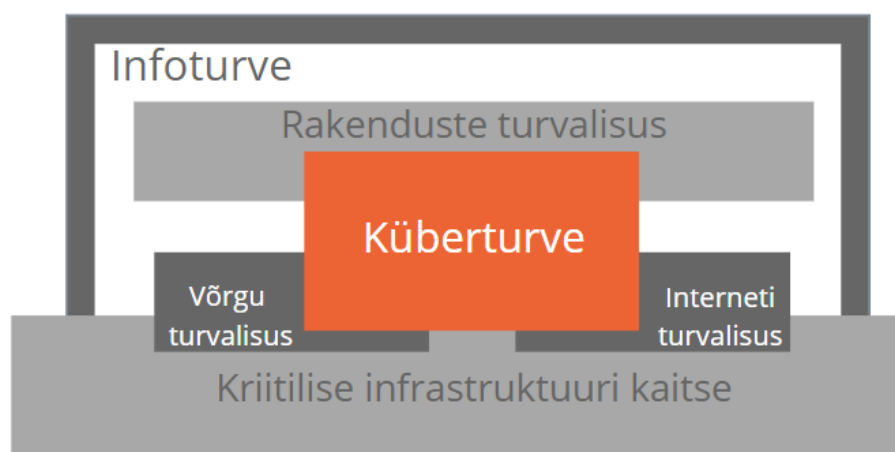 Infoturve
Rakenduste turvalisus
Küberturve
Võrgu
turvalisus
Interneti
turvalisus
Kriitilise infrastruktuuri kaitse